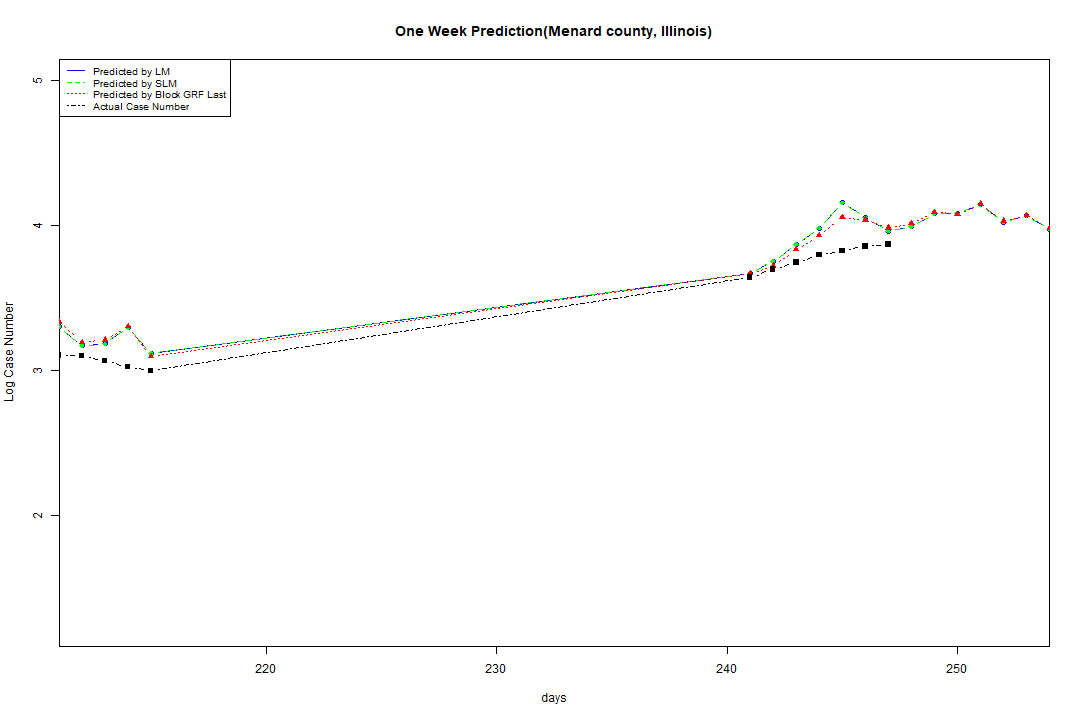 One Week Prediction(Menard county, Illinois)
Predicted by LM
Predicted by SLM
Predicted by Block GRF Last
Actual Case Number
5
4
3
2
Log Case Number
220 230 240 250
days